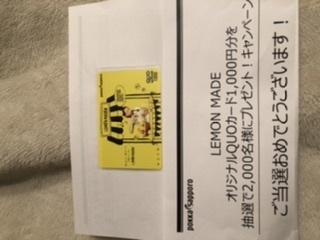 ご当選おめでとうございます！
LEMON MADE
オリジナルQUOカード1,000円分を
抽選で2,000名様にプレゼント！キャンペーン
pokka sapporo